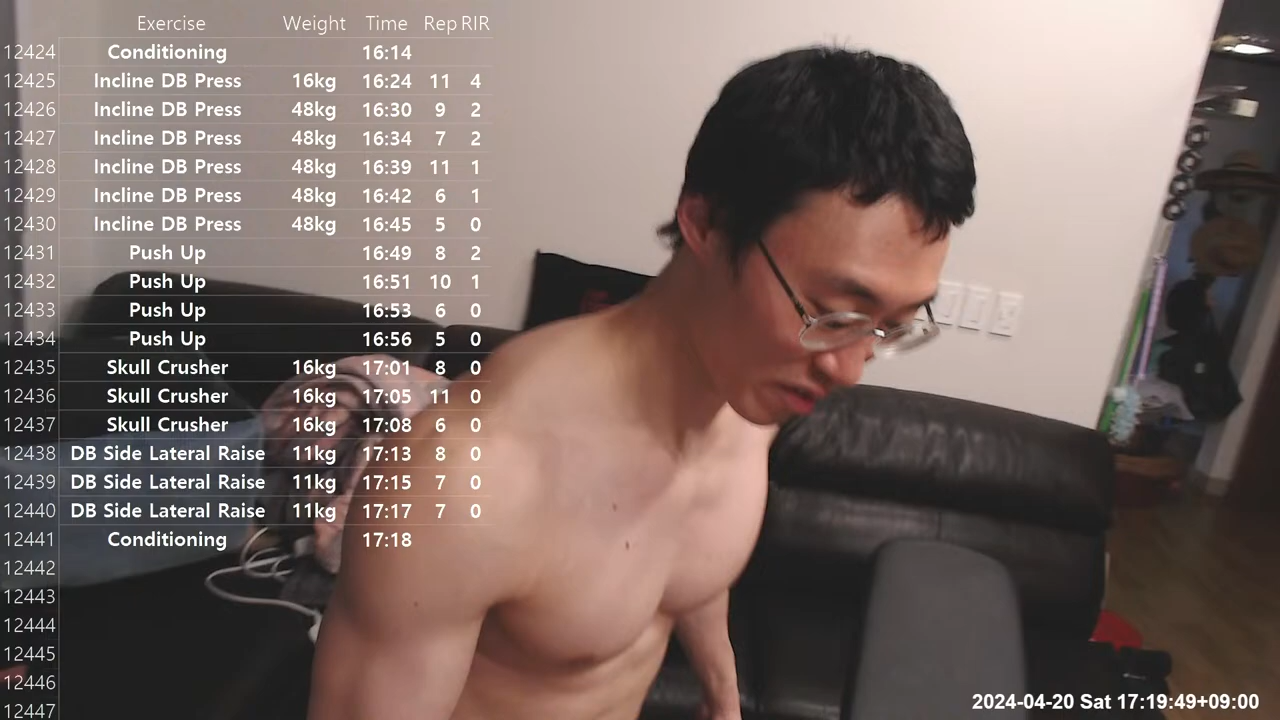 Exercise Weight Time Rep RIR
12424 Conditioning 16:14
12425 Incline DB Press 16kg 16:24 11 4
12426 Incline DB Press 48kg 16:30 9 2
12427 Incline DB Press 48kg 16:34 7 2
12428 Incline DB Press 48kg 16:39 11 1
12429 Incline DB Press 48kg 16:42 6 1
12430 Incline DB Press 48kg 16:45 5 0
12431 Push Up 16:49 8 2
12432 Push Up 16:51 10 1
12433 Push Up 16:53 6 0
12434 Push Up 16:56 5 0
12435 Skull Crusher 16kg 17:01 8 0
12436 Skull Crusher 16kg 17:05 11 0
12437 Skull Crusher 16kg 17:08 6 0
12438 DB Side Lateral Raise 11kg 17:13 8 0
12439 DB Side Lateral Raise 11kg 17:15 7 0
12440 DB Side Lateral Raise 11kg 17:17 7 0
12441 Conditioning 17:18
12442
12443
12444
12445
12446
12447
2024-04-20 Sat 17:19:49+09:00